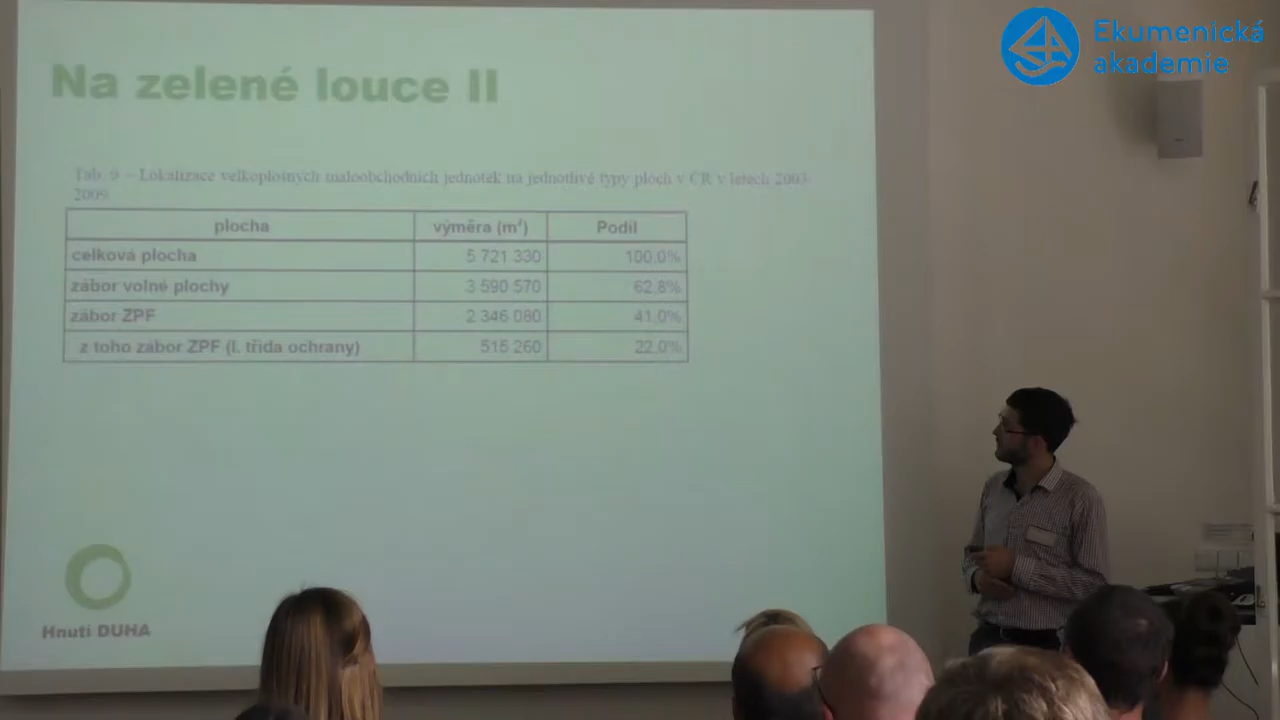 Ekumenická
akademie
Na zelené louce II
Tab. 9 – Lokalizace velkoplošných maloobchodních jednotek na jednotlivé typy ploch v ČR v letech 2003-
2009
plocha výměra (m²) Podíl
celková plocha 5 721 330 100,0%
zábor volné plochy 3 590 570 62,8%
zábor ZPF 2 346 080 41,0%
z toho zábor ZPF (I. třída ochrany) 515 260 22,0%
Hnutí DUHA